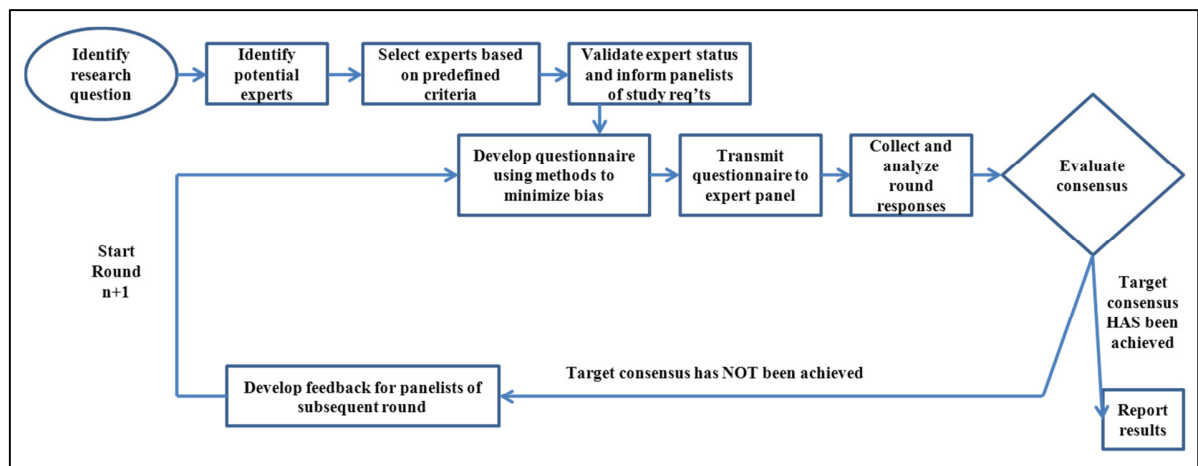 Identify
research
question
Identify
potential
experts
Select experts based
on predefined
criteria
Validate expert status
and inform panelists
of study req'ts
Develop questionnaire
using methods to
minimize bias
Transmit
questionnaire to
expert panel
Collect and
analyze
round
responses
Evaluate
consensus
Start
Round
n+1
Target
consensus
HAS been
achieved
Target consensus has NOT been achieved
Develop feedback for panelists of
subsequent round
Report
results